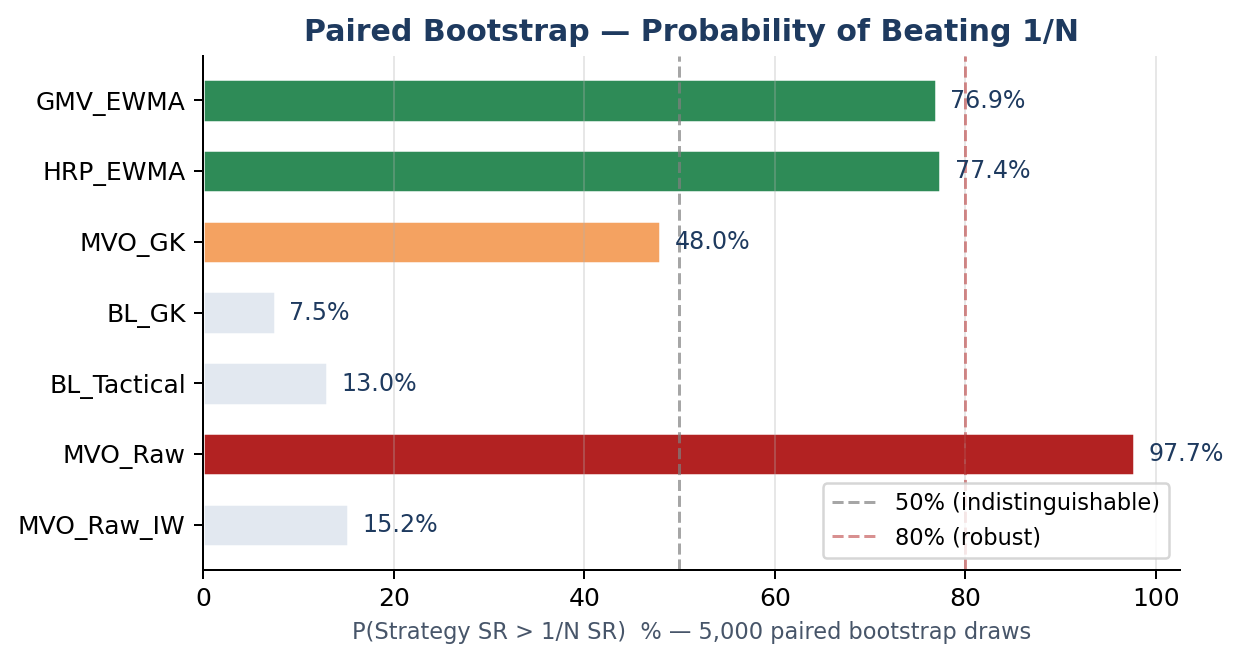 Paired Bootstrap — Probability of Beating 1/N
GMV_EWMA
76.9%
HRP_EWMA
77.4%
MVO_GK
48.0%
BL_GK
7.5%
BL_Tactical
13.0%
MVO_Raw
97.7%
MVO_Raw_IW
15.2%
50% (indistinguishable)
80% (robust)
0 20 40 60 80 100
P(Strategy SR > 1/N SR)  % — 5,000 paired bootstrap draws